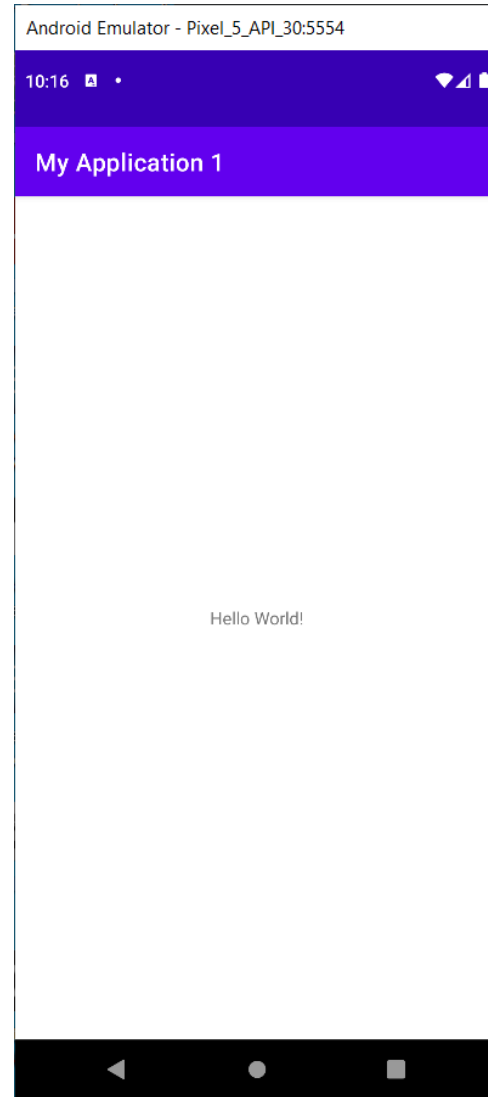 Android Emulator - Pixel_5_API_30:5554
10:16 A
My Application 1
Hello World!